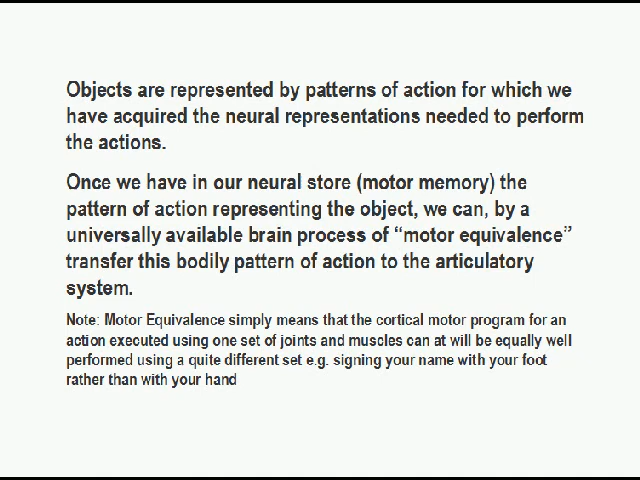 Objects are represented by patterns of action for which we
have acquired the neural representations needed to perform
the actions.
Once we have in our neural store (motor memory) the
pattern of action representing the object, we can, by a
universally available brain process of “motor equivalence”
transfer this bodily pattern of action to the articulatory
system.
Note: Motor Equivalence simply means that the cortical motor program for an
action executed using one set of joints and muscles can at will be equally well
performed using a quite different set e.g. signing your name with your foot
rather than with your hand